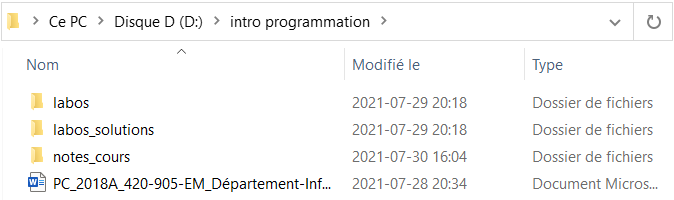 Ce PC > Disque D (D:) > intro programmation >
Nom Modifié le Type
labos 2021-07-29 20:18 Dossier de fichiers
labos_solutions 2021-07-29 20:18 Dossier de fichiers
notes_cours 2021-07-30 16:04 Dossier de fichiers
PC_2018A_420-905-EM_Département-Inf... 2021-07-28 20:34 Document Micros...